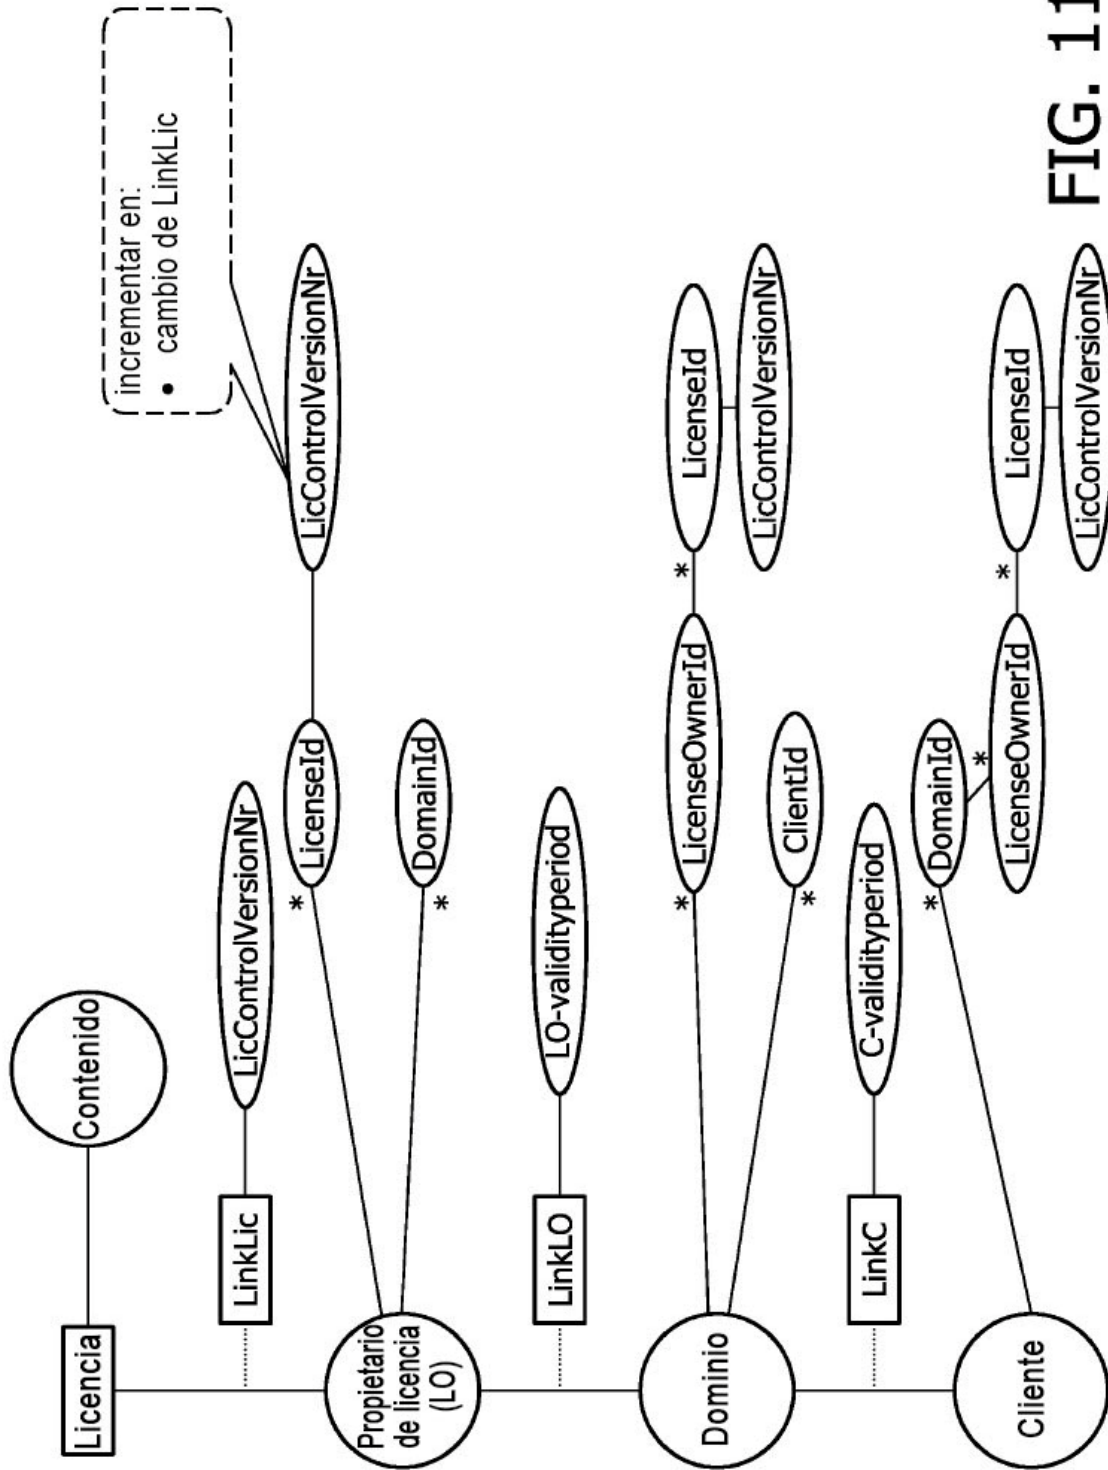 incrementar en:
• cambio de LinkLic
Contenido
Licencia
LicControlVersionNr
LinkLic
LicControlVersionNr
LicenseId
*
Propietario
de licencia
(LO)
DomainId
*
LO-validityperiod
LinkLO
LicenseId
*
LicControlVersionNr
LicenseOwnerId
*
Dominio
ClientId
*
C-validityperiod
LinkC
DomainId
*
*
LicenseOwnerId
LicenseId
*
LicControlVersionNr
Cliente
FIG. 11